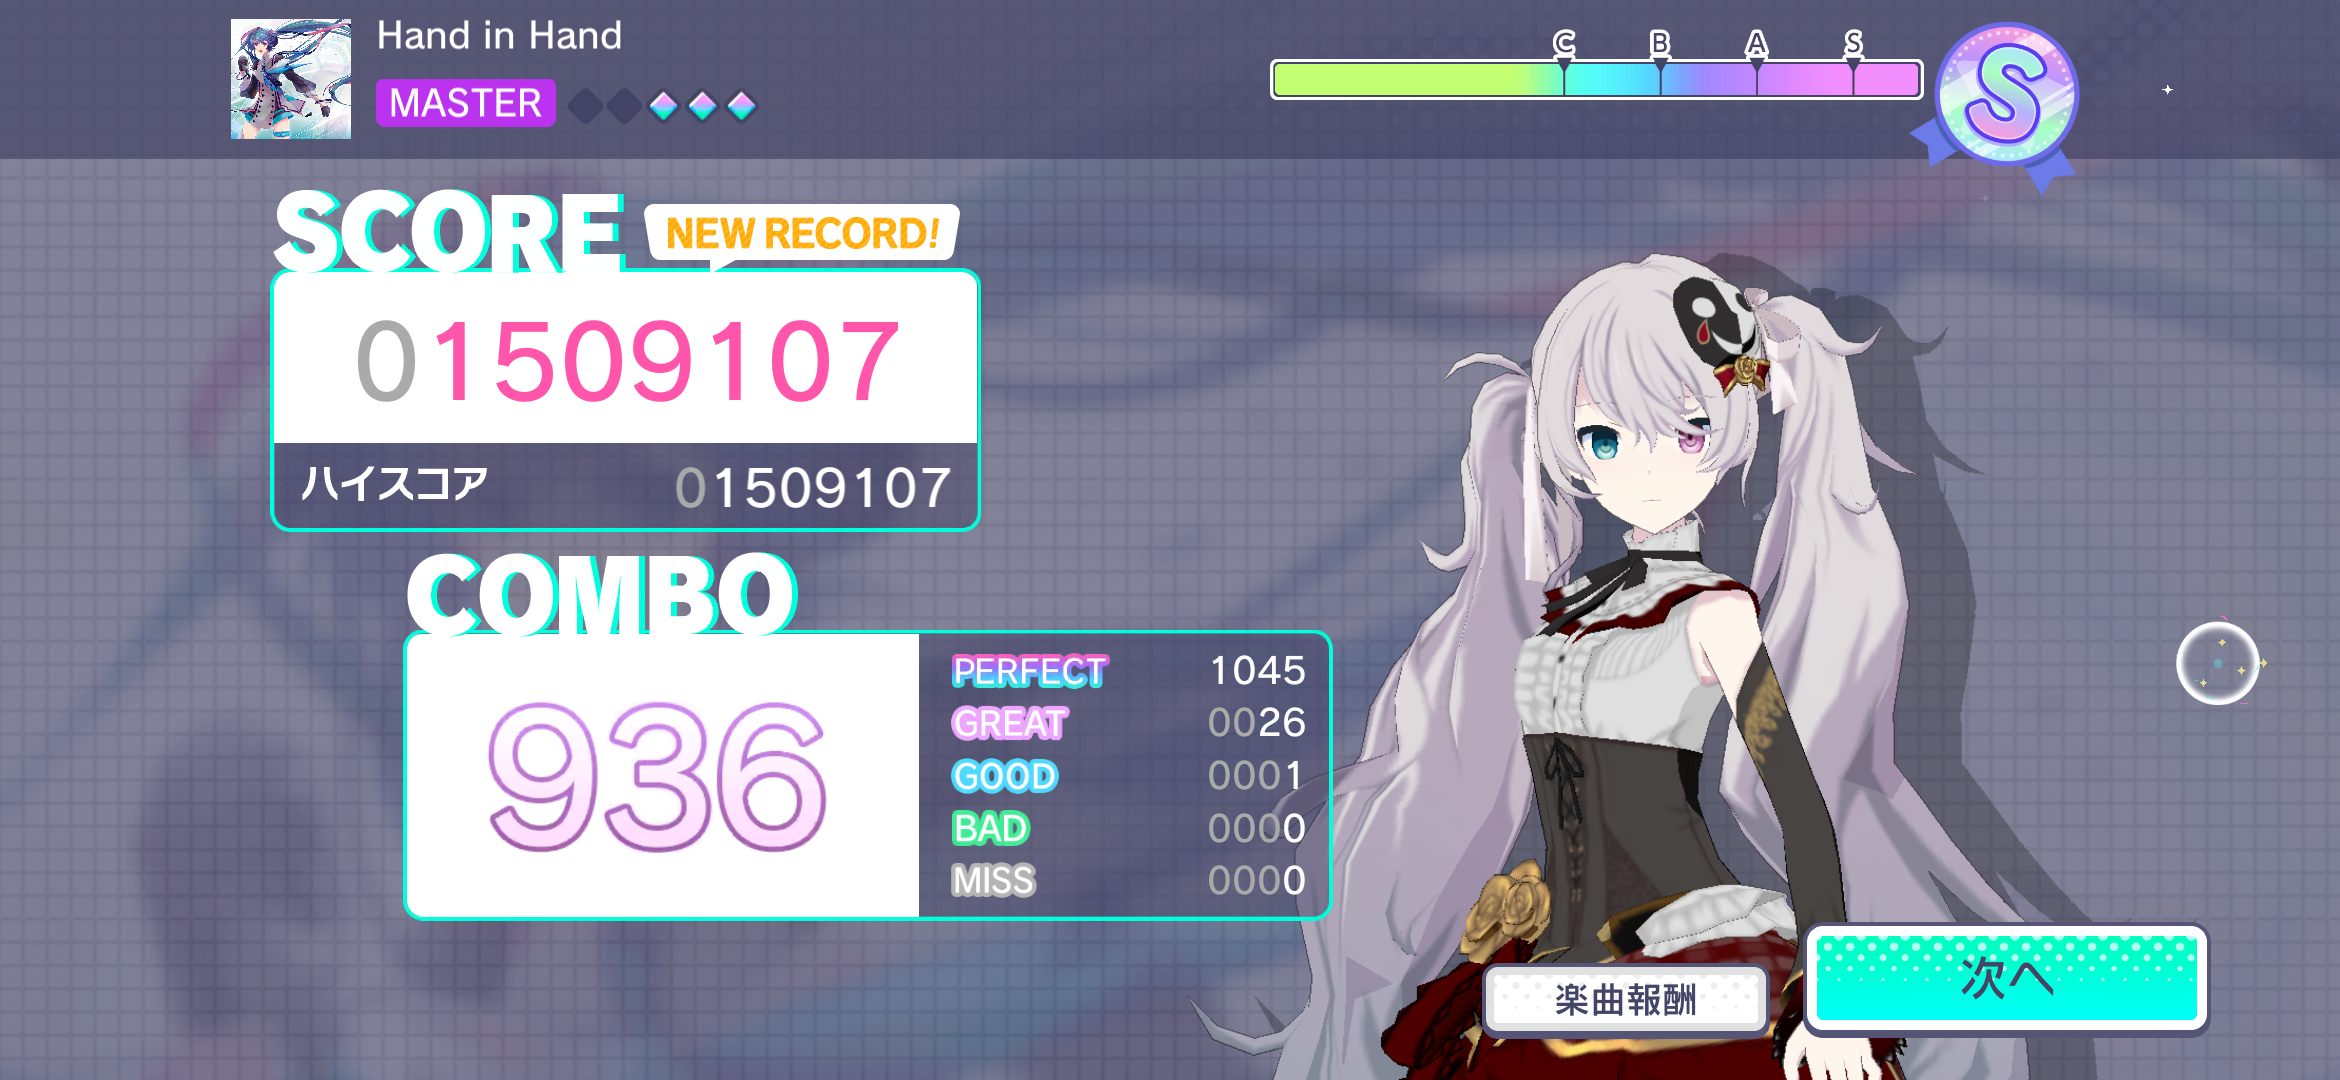 Hand in Hand
MASTER
C B A S
S
SCORE NEW RECORD!
01509107
ハイスコア 01509107
COMBO
936
PERFECT 1045
GREAT 0026
GOOD 0001
BAD 0000
MISS 0000
楽曲報酬
次へ